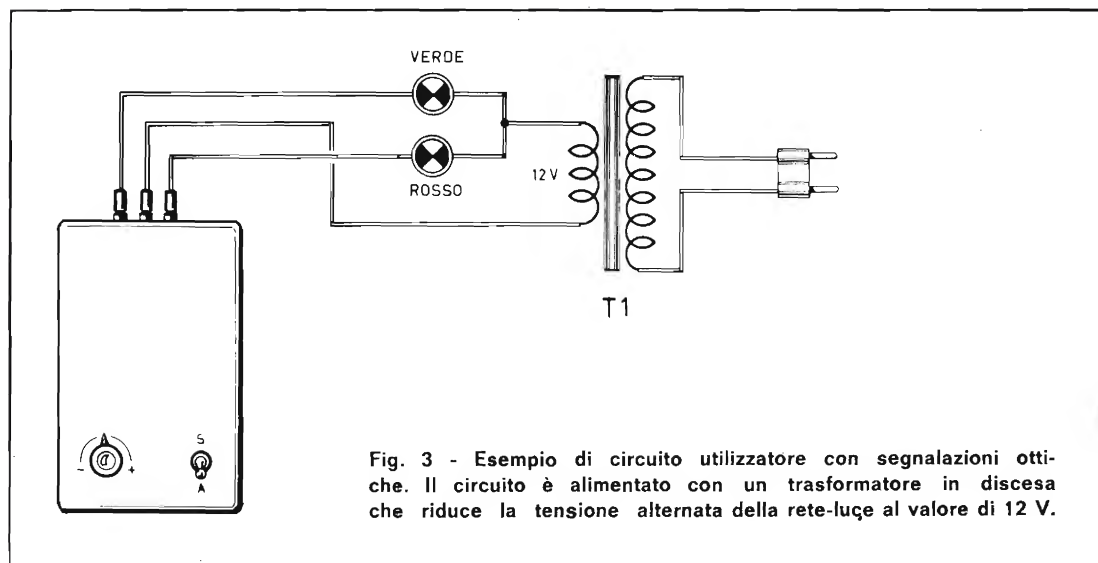 VERDE
ROSSO
12 V
T1
S
- +
A
Fig. 3 - Esempio di circuito utilizzatore con segnalazioni otti-
che. Il circuito è alimentato con un trasformatore in discesa
che riduce la tensione alternata della rete-luçe al valore di 12 V.